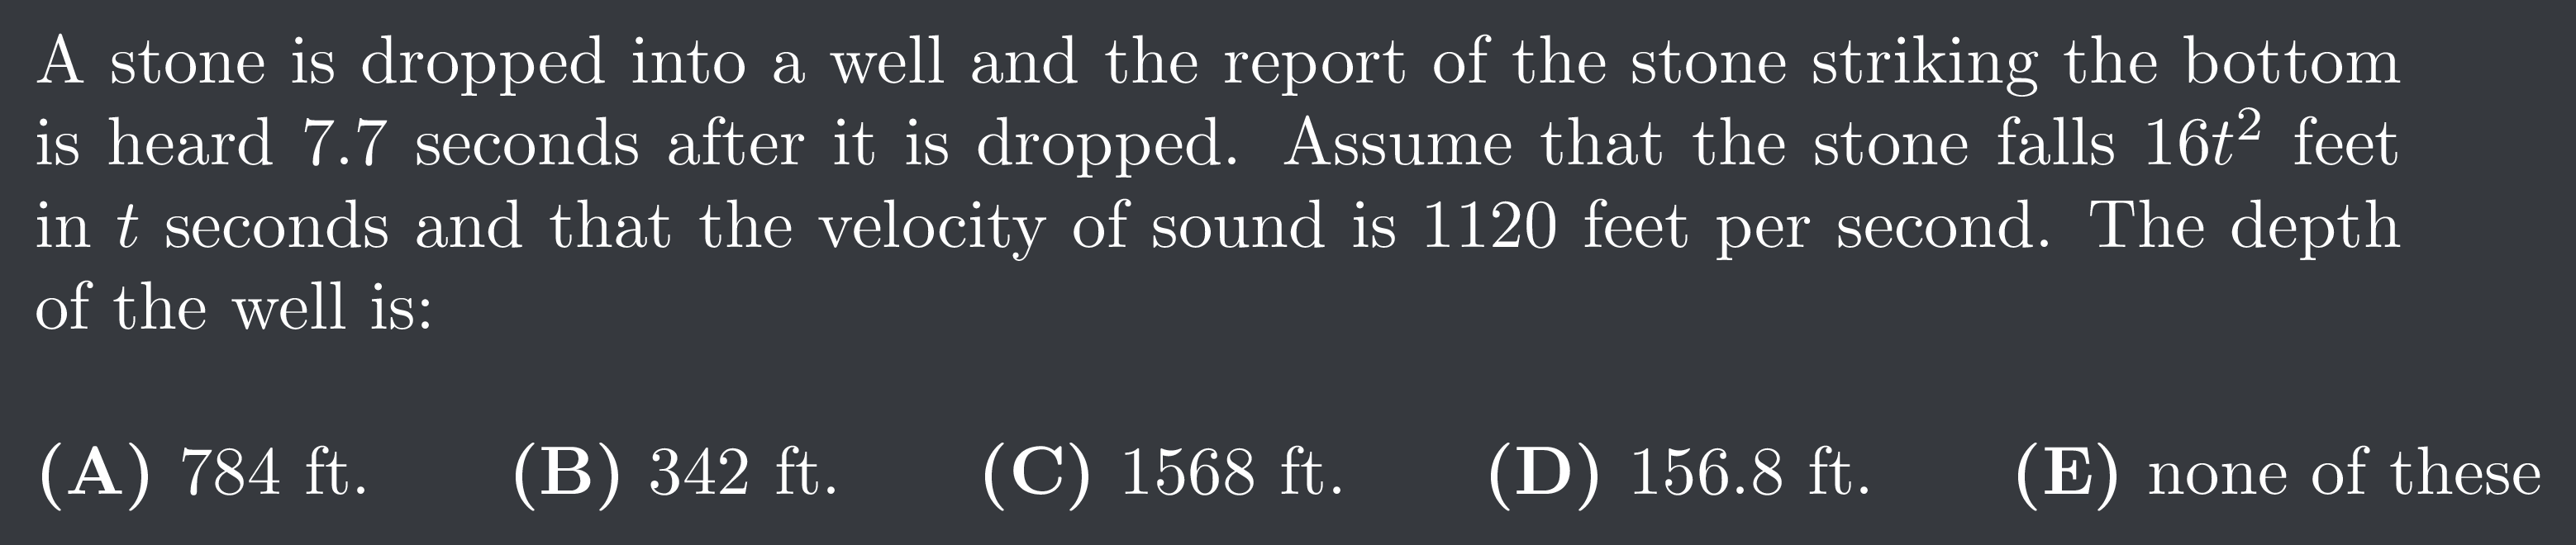 A stone is dropped into a well and the report of the stone striking the bottom
is heard 7.7 seconds after it is dropped. Assume that the stone falls 16t² feet
in t seconds and that the velocity of sound is 1120 feet per second. The depth
of the well is:
(A) 784 ft. (B) 342 ft. (C) 1568 ft. (D) 156.8 ft. (E) none of these